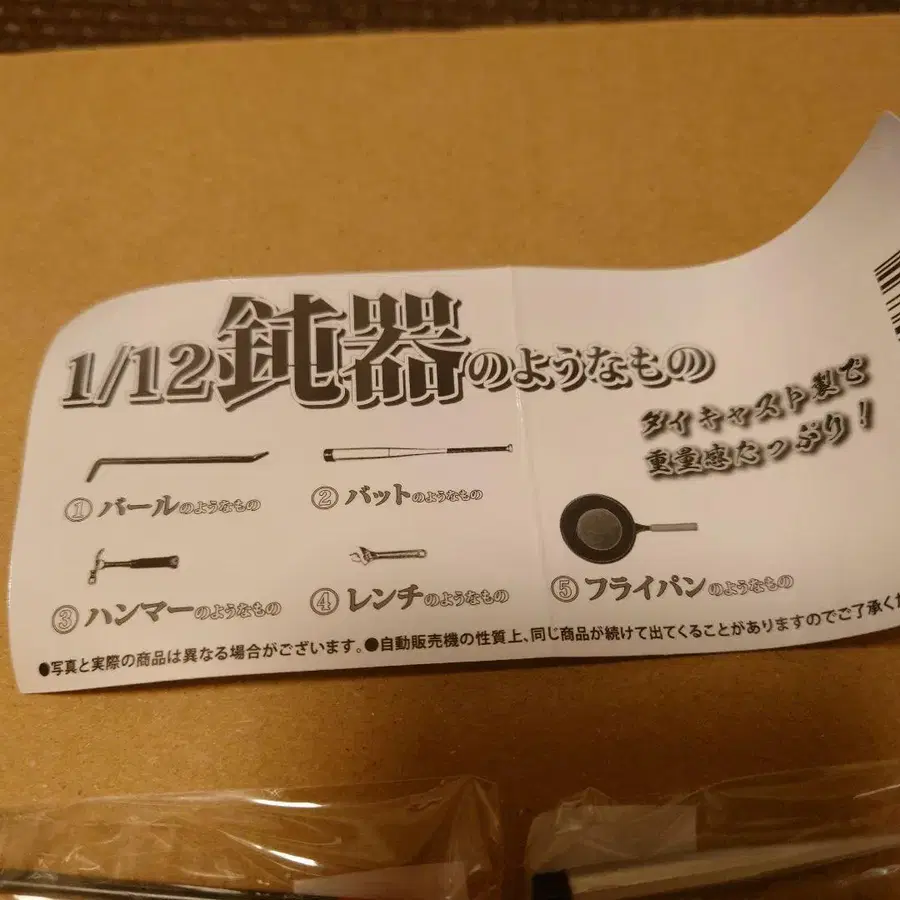 1/12鈍器のようなもの
ダイキャスト製で
重量感たっぷり！
①バールのようなもの
②バットのようなもの
③ハンマーのようなもの
④レンチのようなもの
⑤フライパンのようなもの
●写真と実際の商品は異なる場合がございます。●自動販売機の性質上、同じ商品が続けて出てくることがありますのでご了承くだ